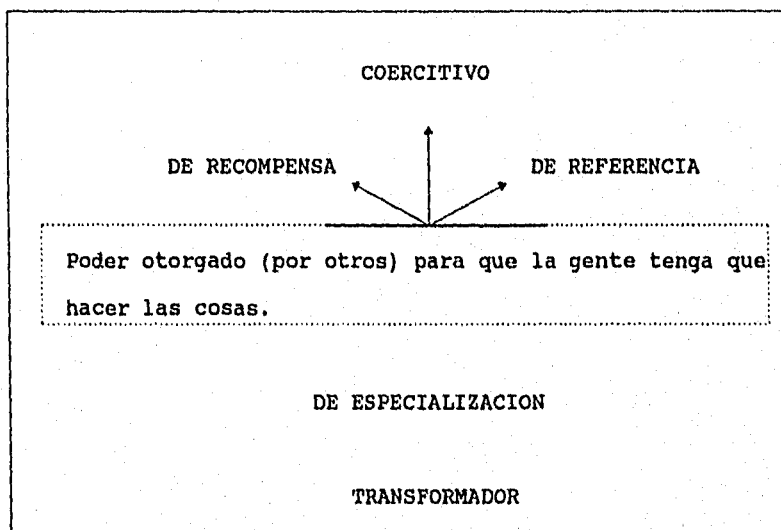 COERCITIVO
DE RECOMPENSA DE REFERENCIA
Poder otorgado (por otros) para que la gente tenga que
hacer las cosas.
DE ESPECIALIZACION
TRANSFORMADOR